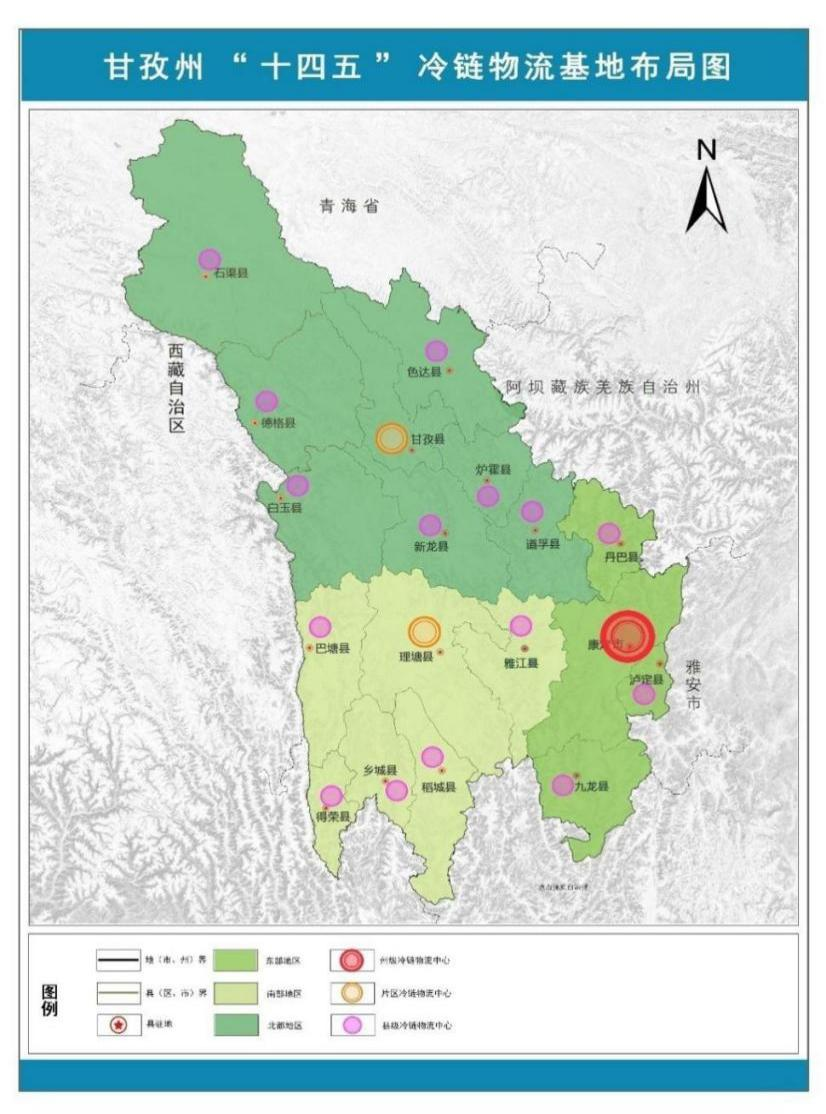 甘孜州 “十四五” 冷链物流基地布局图
N
青海省
石渠县
西藏自治区
色达县
阿坝藏族羌族自治州
德格县
甘孜县
炉霍县
白玉县
新龙县
道孚县
丹巴县
巴塘县
理塘县
雅江县
康定市
泸定县
雅安市
乡城县
稻城县
九龙县
得荣县
图例
地（市、州）界
东部地区
州级冷链物流中心
县（区、市）界
南部地区
片区冷链物流中心
县驻地
北部地区
县级冷链物流中心